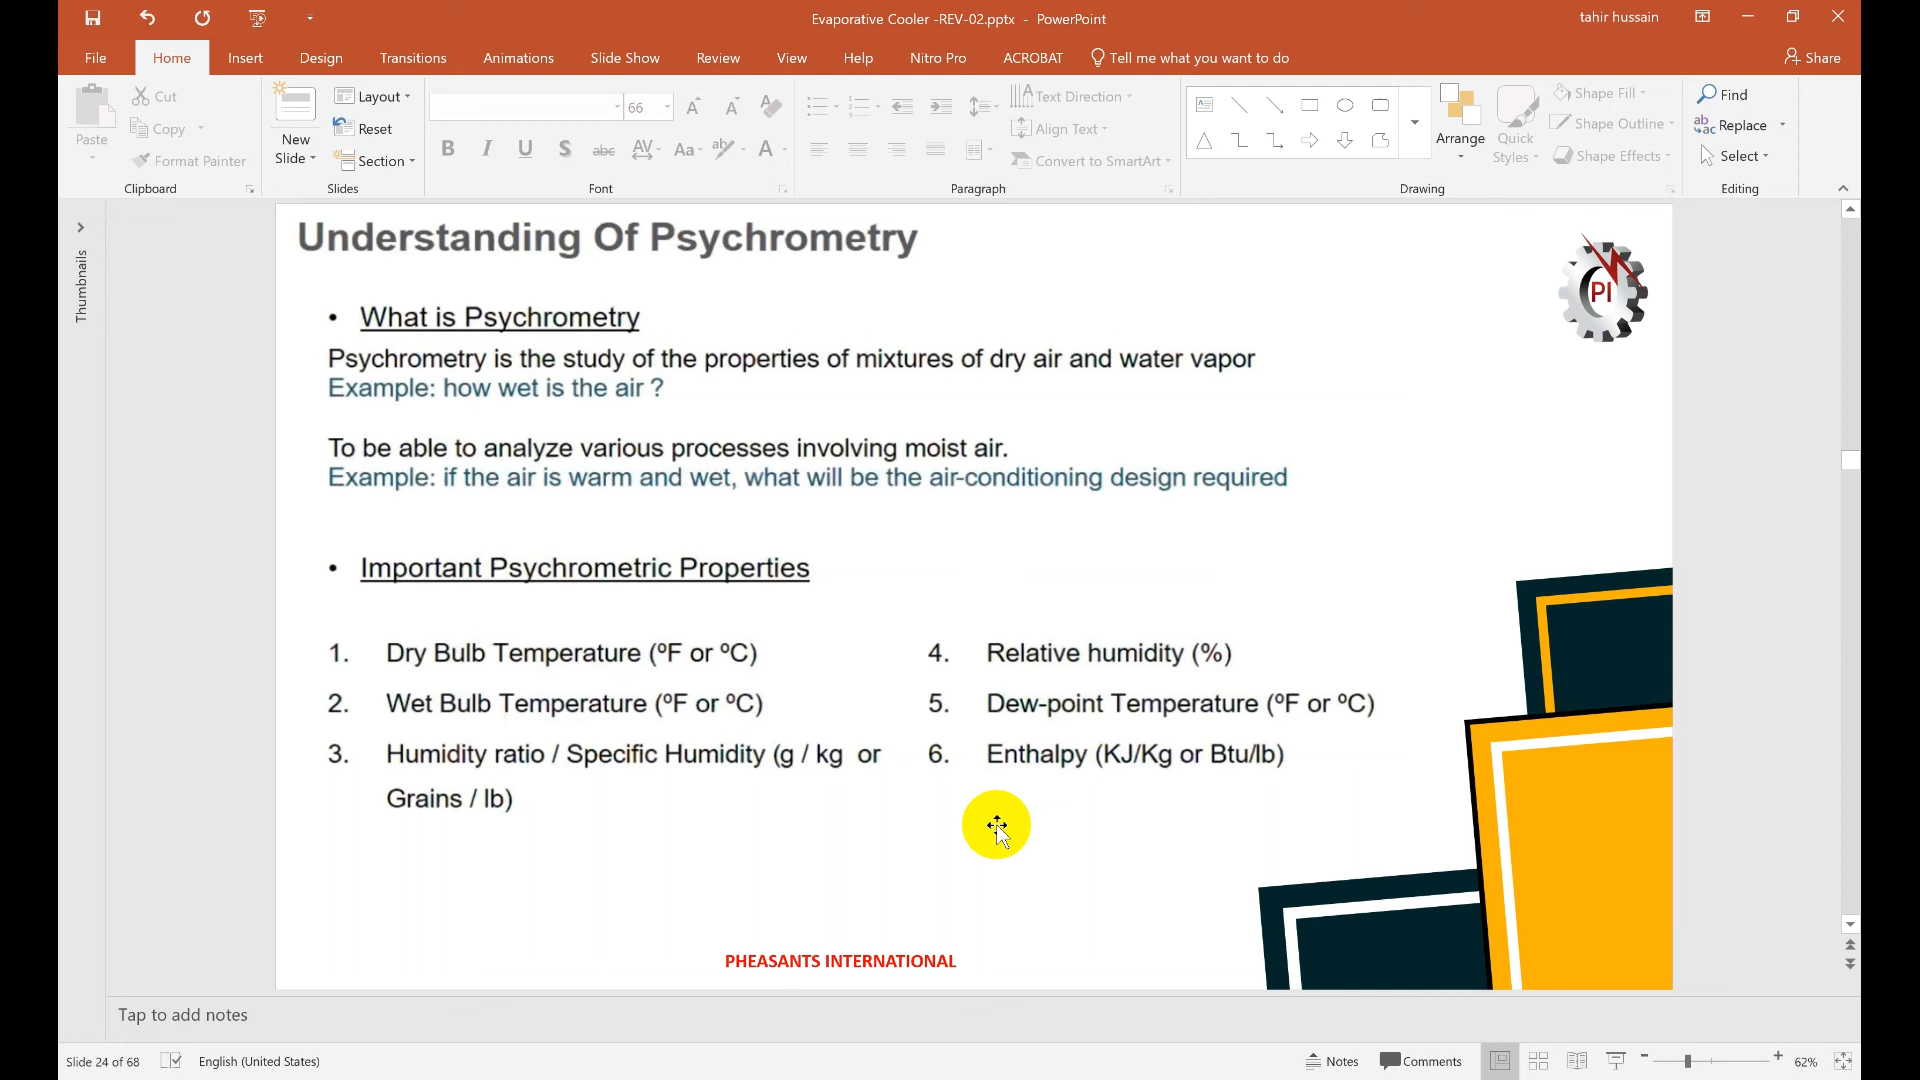 Evaporative Cooler -REV-02.pptx - PowerPoint
tahir hussain
File Home Insert Design Transitions Animations Slide Show Review View Help Nitro Pro ACROBAT Tell me what you want to do Share
Paste
Cut
Copy
Format Painter
Clipboard
New Slide
Layout
Reset
Section
Slides
66
B I U S abc AV Aa ab A
Font
Text Direction
Align Text
Convert to SmartArt
Paragraph
Arrange
Quick Styles
Shape Fill
Shape Outline
Shape Effects
Drawing
Find
Replace
Select
Editing
Thumbnails
Understanding Of Psychrometry
PI
• What is Psychrometry
Psychrometry is the study of the properties of mixtures of dry air and water vapor
Example: how wet is the air ?
To be able to analyze various processes involving moist air.
Example: if the air is warm and wet, what will be the air-conditioning design required
• Important Psychrometric Properties
1. Dry Bulb Temperature (ºF or ºC)
2. Wet Bulb Temperature (ºF or ºC)
3. Humidity ratio / Specific Humidity (g / kg or
Grains / lb)
4. Relative humidity (%)
5. Dew-point Temperature (ºF or ºC)
6. Enthalpy (KJ/Kg or Btu/lb)
PHEASANTS INTERNATIONAL
Tap to add notes
Slide 24 of 68 English (United States) Notes Comments 62%